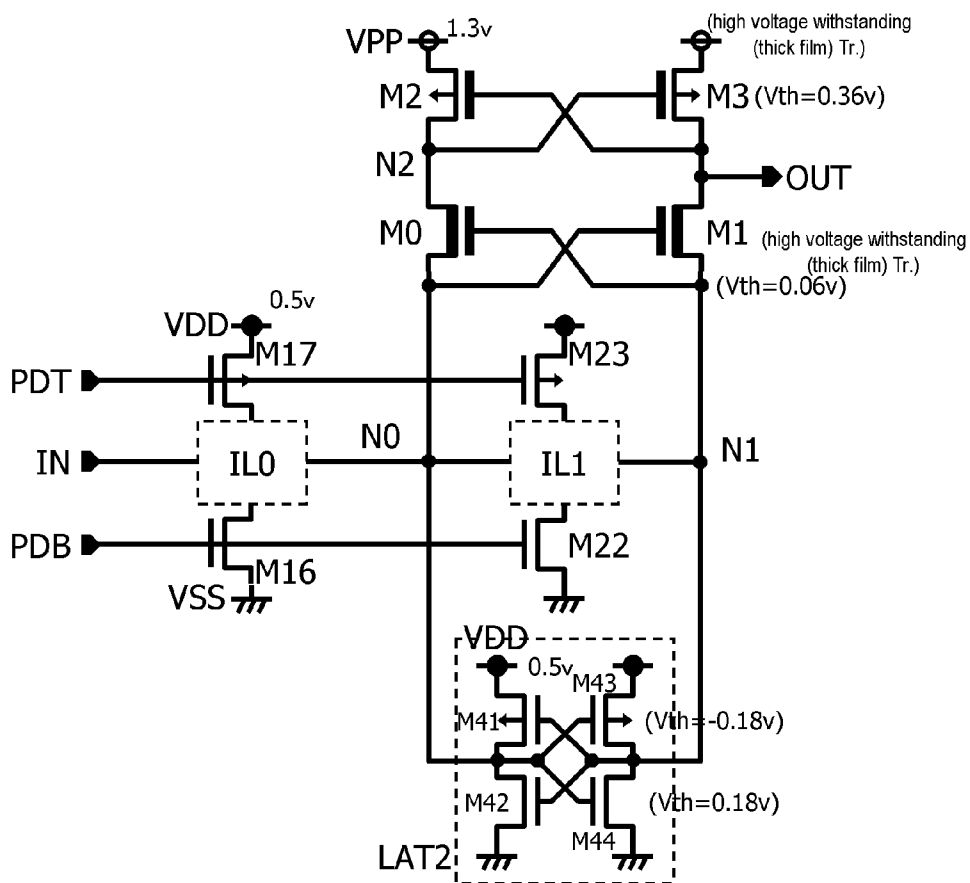 VPP 1.3v
(high voltage withstanding
(thick film) Tr.)
M2
M3 (Vth=0.36v)
N2
OUT
M0
M1 (high voltage withstanding
(thick film) Tr.)
(Vth=0.06v)
VDD 0.5v
M17
M23
PDT
IN
IL0
N0
IL1
N1
PDB
M16
M22
VSS
VDD
0.5v
M43
M41
(Vth=-0.18v)
M42
(Vth=0.18v)
M44
LAT2